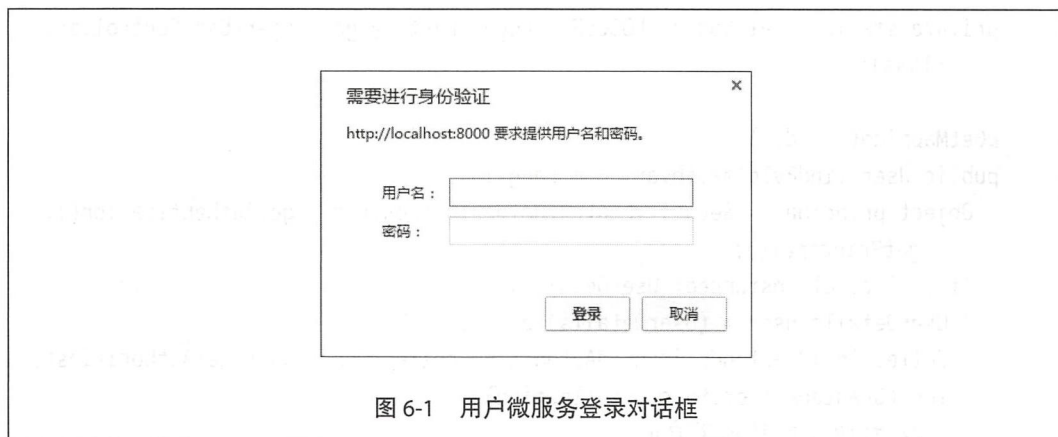 需要进行身份验证
×
http://localhost:8000 要求提供用户名和密码。
用户名：
密码：
登录
取消
图 6-1 用户微服务登录对话框